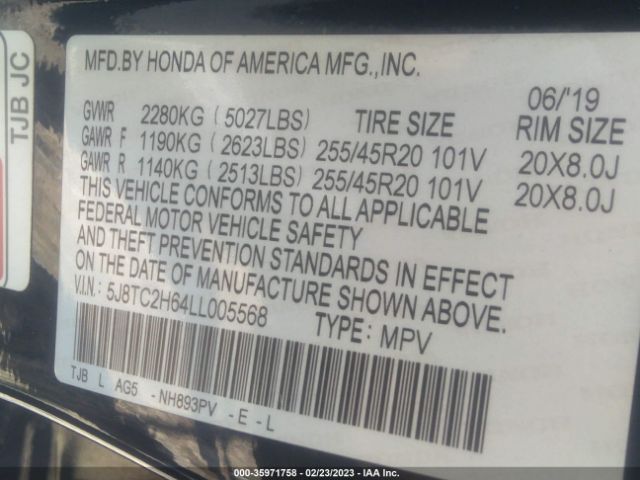 TJB JC
MFD.BY HONDA OF AMERICA MFG.,INC.
06/'19
GVWR 2280KG (5027LBS) TIRE SIZE RIM SIZE
GAWR F 1190KG (2623LBS) 255/45R20 101V 20X8.0J
GAWR R 1140KG (2513LBS) 255/45R20 101V 20X8.0J
THIS VEHICLE CONFORMS TO ALL APPLICABLE
FEDERAL MOTOR VEHICLE SAFETY
AND THEFT PREVENTION STANDARDS IN EFFECT
ON THE DATE OF MANUFACTURE SHOWN ABOVE.
V.I.N.: 5J8TC2H64LL005568 TYPE: MPV
TJB L AG5 -NH893PV -E-L
000-35971758 - 02/23/2023 - IAA Inc.